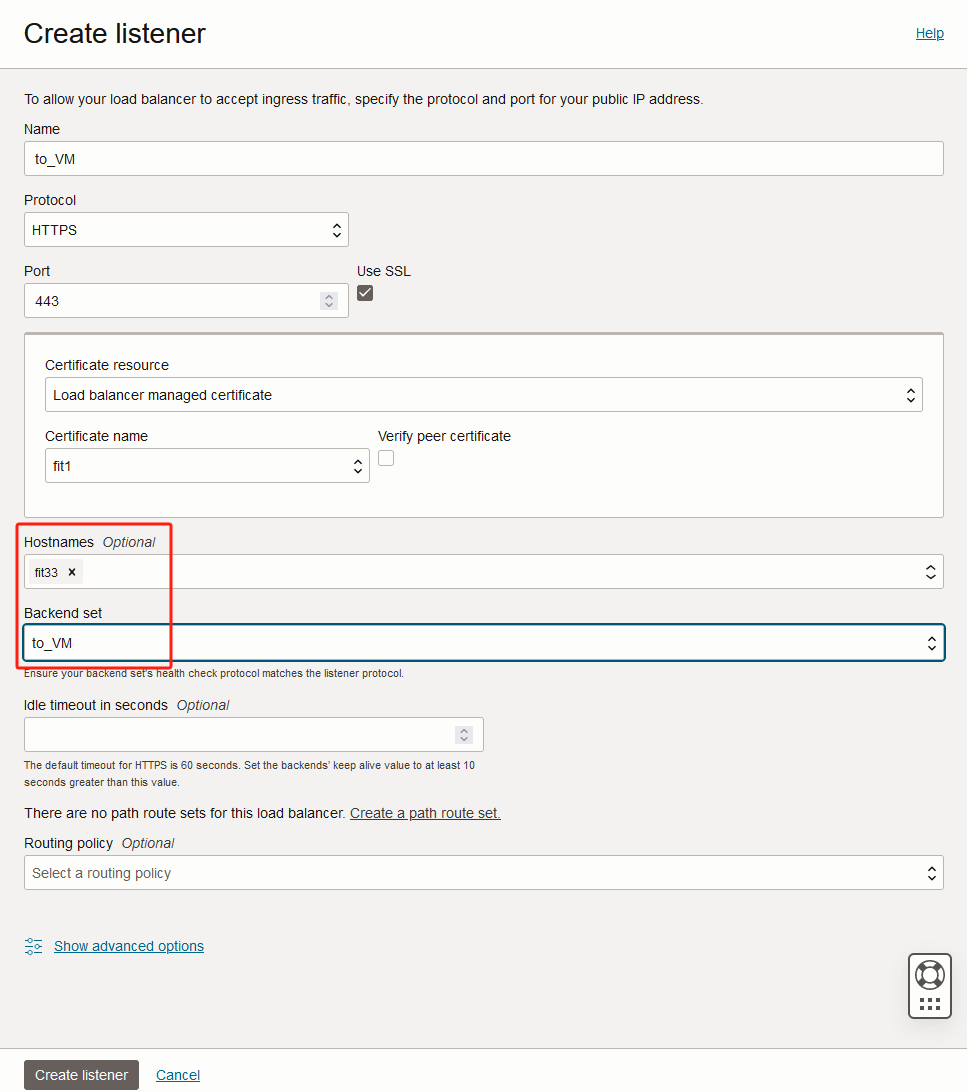 Create listener
Help
To allow your load balancer to accept ingress traffic, specify the protocol and port for your public IP address.
Name
to_VM
Protocol
HTTPS
Port
Use SSL
443
Certificate resource
Load balancer managed certificate
Certificate name
Verify peer certificate
fit1
Hostnames Optional
fit33 ×
Backend set
to_VM
Ensure your backend set's health check protocol matches the listener protocol.
Idle timeout in seconds Optional
The default timeout for HTTPS is 60 seconds. Set the backends' keep alive value to at least 10
seconds greater than this value.
There are no path route sets for this load balancer. Create a path route set.
Routing policy Optional
Select a routing policy
Show advanced options
Create listener
Cancel